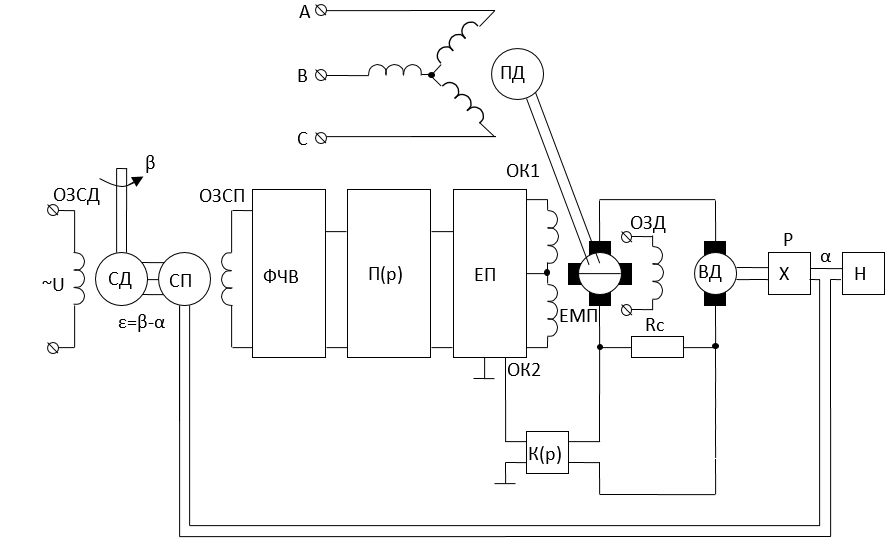 А
В
С
ПД
β
ОЗСД
ОЗСП
ОК1
ОЗД
Р
α
~U
СД
СП
ФЧВ
П(р)
ЕП
ВД
Х
Н
ε=β-α
ЕМП
Rc
ОК2
К(р)